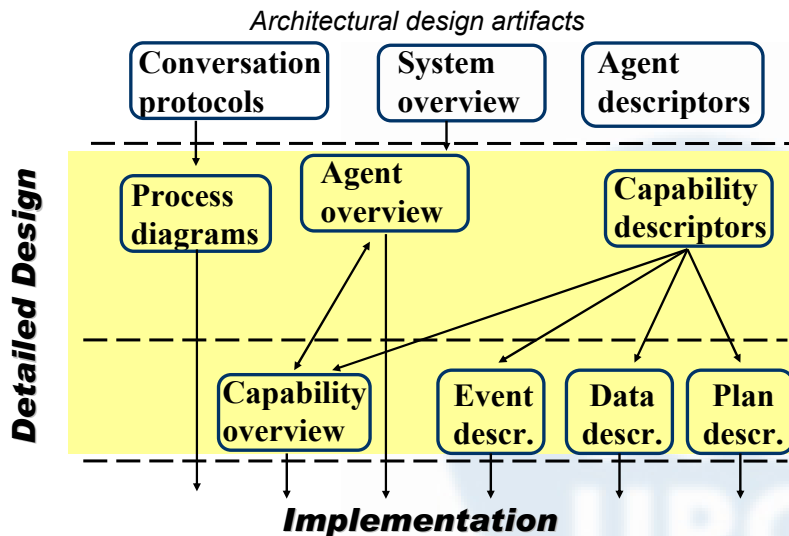 Architectural design artifacts
Conversation
protocols
System
overview
Agent
descriptors
Detailed Design
Process
diagrams
Agent
overview
Capability
descriptors
Capability
overview
Event
descr.
Data
descr.
Plan
descr.
Implementation